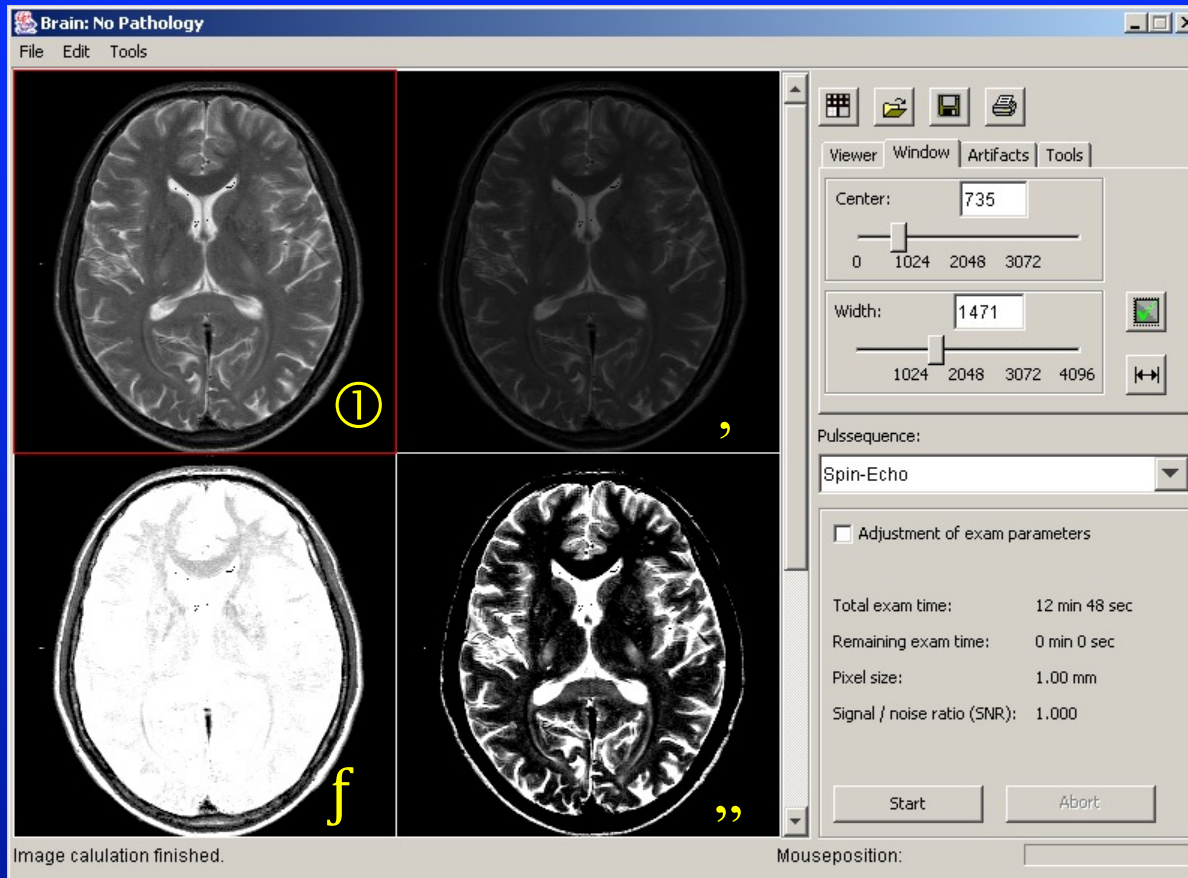 Brain: No Pathology
File Edit Tools
①
,
ƒ
„
Viewer Window Artifacts Tools
Center: 735
0 1024 2048 3072
Width: 1471
1024 2048 3072 4096
Pulssequence:
Spin-Echo
Adjustment of exam parameters
Total exam time: 12 min 48 sec
Remaining exam time: 0 min 0 sec
Pixel size: 1.00 mm
Signal / noise ratio (SNR): 1.000
Start Abort
Image calulation finished. Mouseposition: